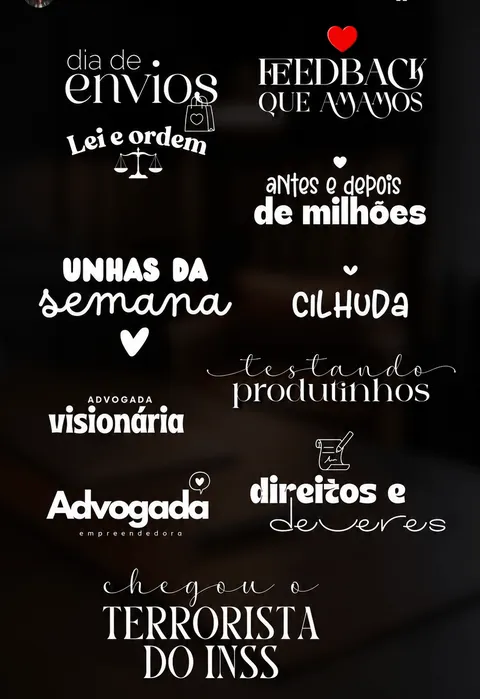 dia de
envios
FEEDBACK
QUE AMAMOS
Lei e ordem
antes e depois
de milhões
UNHAS DA
semana
CILHUDA
testando
produtinhos
ADVOGADA
visionária
direitos e
deveres
Advogada
empreendedora
chegou o
TERRORISTA
DO INSS